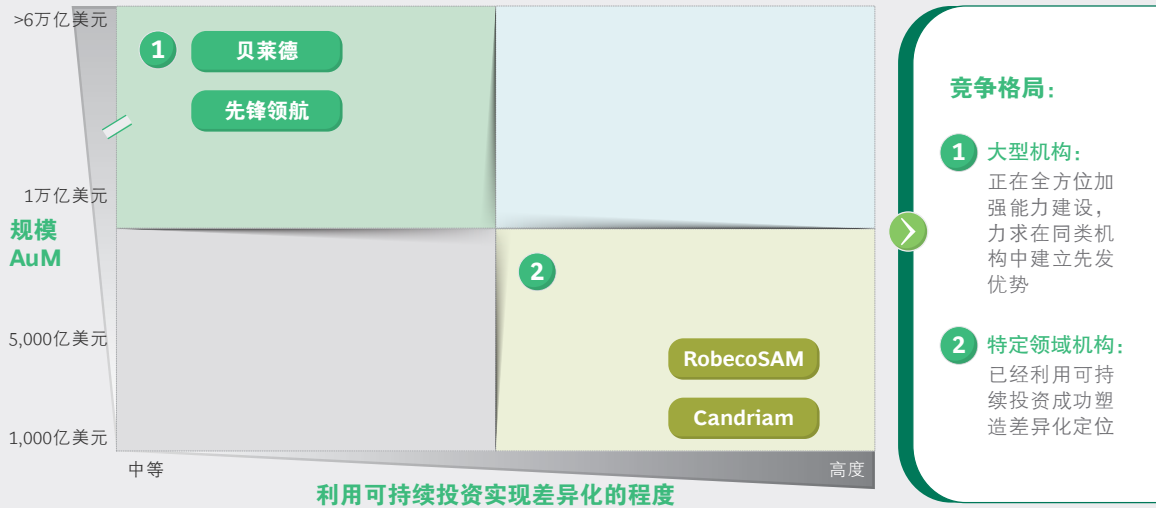 >6万亿美元
1
贝莱德
先锋领航
1万亿美元
规模
AuM
2
5,000亿美元
RobecoSAM
Candriam
1,000亿美元
中等
高度
利用可持续投资实现差异化的程度
竞争格局：
1 大型机构：
正在全方位加
强能力建设，
力求在同类机
构中建立先发
优势
2 特定领域机构：
已经利用可持
续投资成功塑
造差异化定位